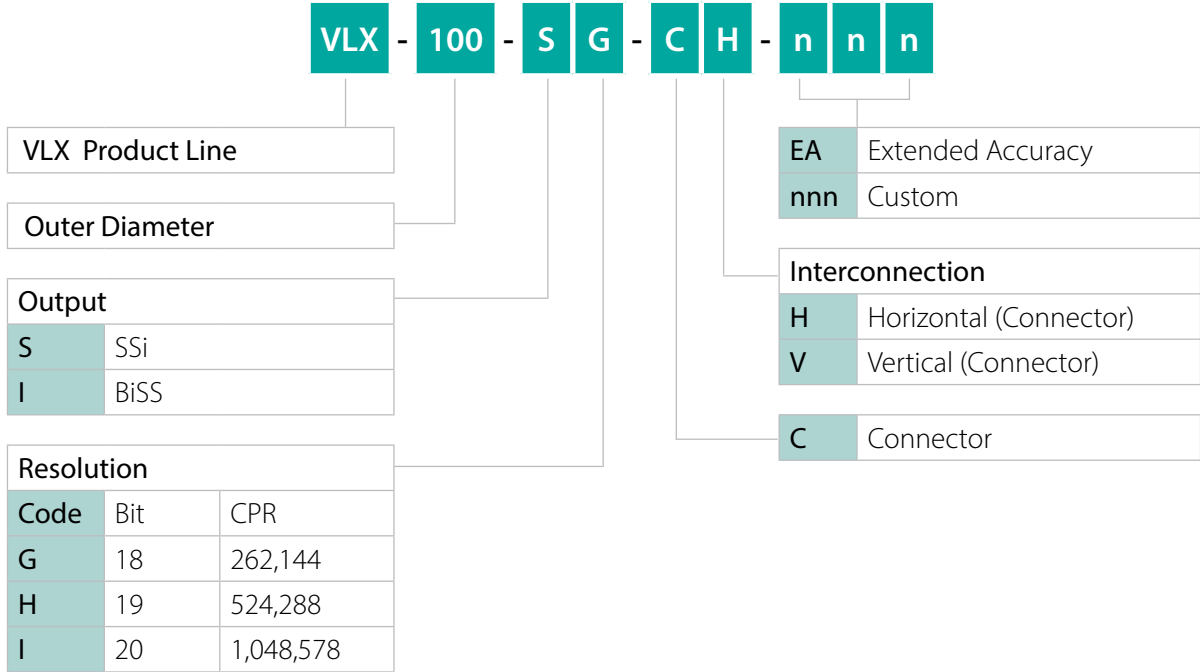 VLX - 100 - S G - C H - n n n
VLX Product Line
Outer Diameter
Output
S SSi
I BiSS
Resolution
Code Bit CPR
G 18 262,144
H 19 524,288
I 20 1,048,578
EA Extended Accuracy
nnn Custom
Interconnection
H Horizontal (Connector)
V Vertical (Connector)
C Connector